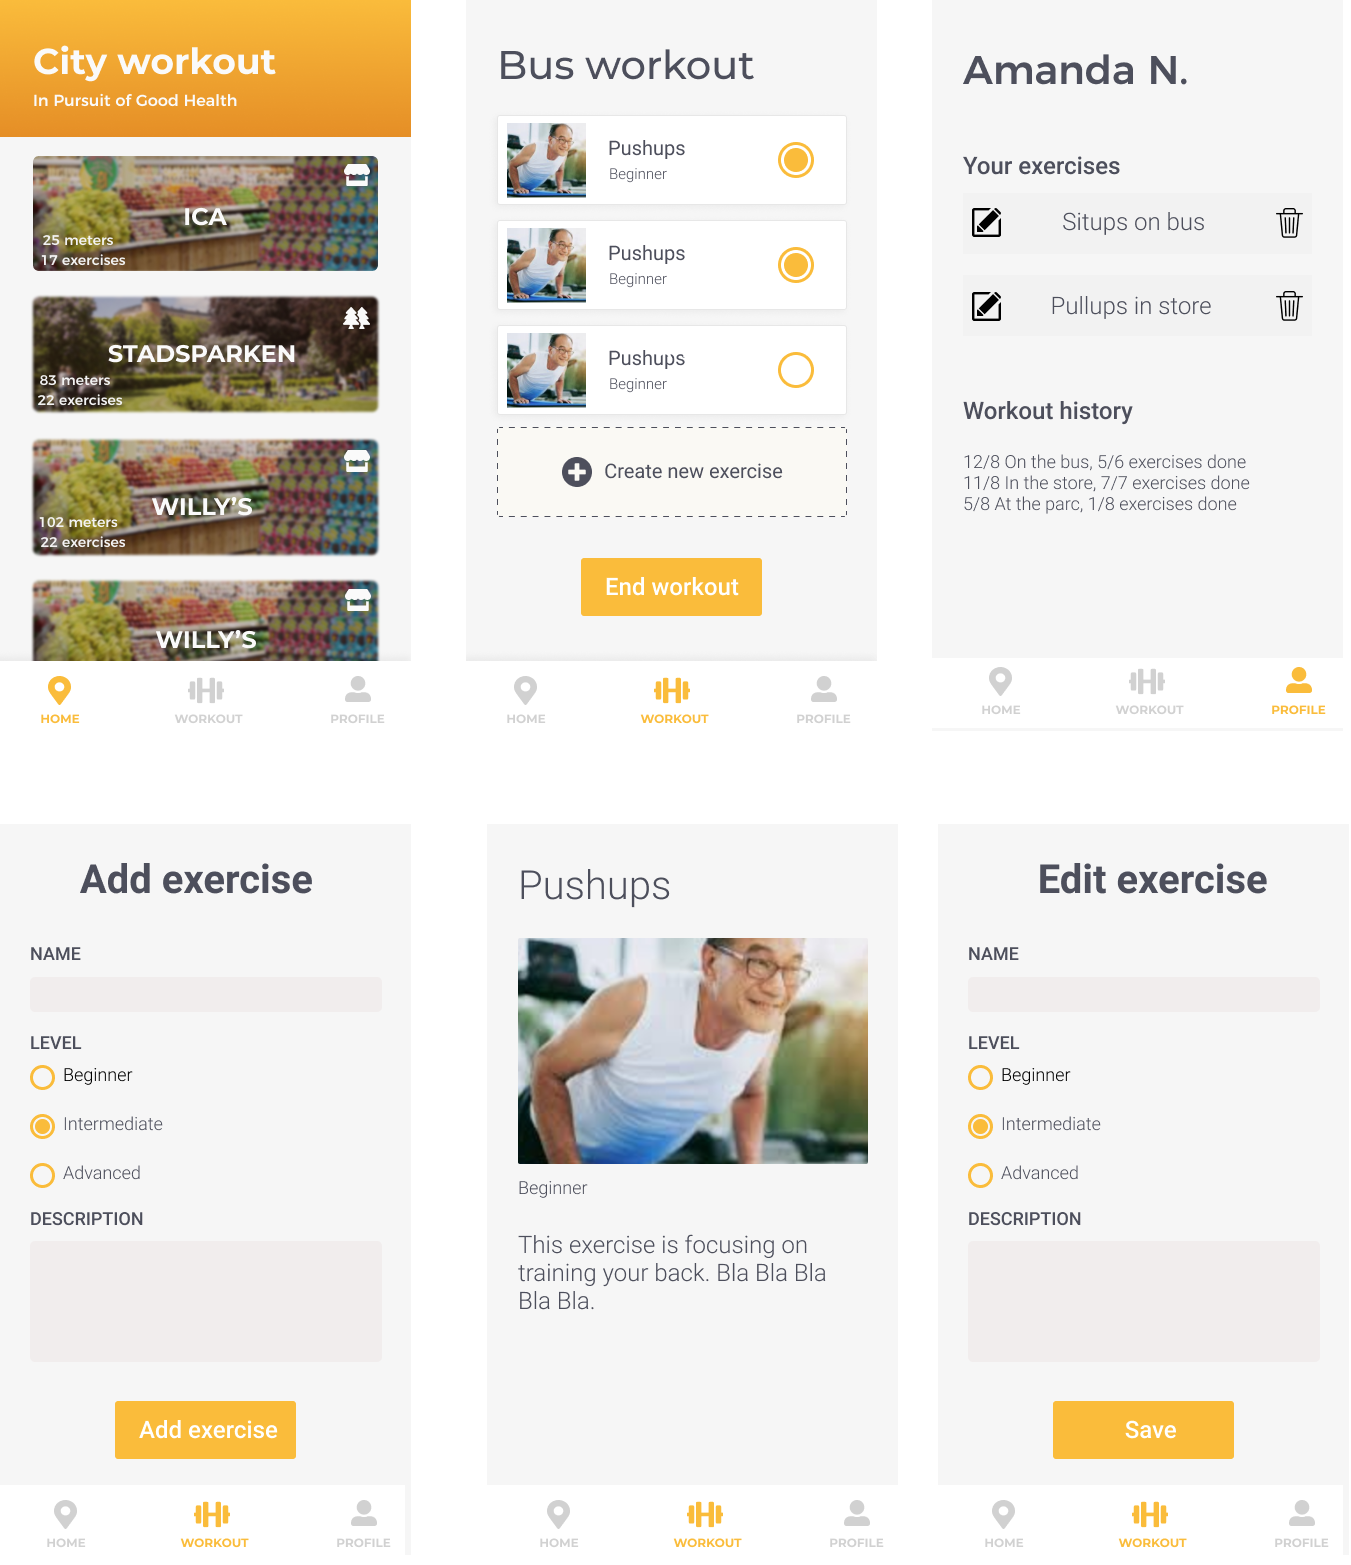 City workout
In Pursuit of Good Health
ICA
25 meters
17 exercises
STADSPARKEN
83 meters
22 exercises
WILLY'S
102 meters
22 exercises
WILLY'S
HOME
WORKOUT
PROFILE
Bus workout
Pushups
Beginner
Pushups
Beginner
Pushups
Beginner
Create new exercise
End workout
HOME
WORKOUT
PROFILE
Amanda N.
Your exercises
Situps on bus
Pullups in store
Workout history
12/8 On the bus, 5/6 exercises done
11/8 In the store, 7/7 exercises done
5/8 At the parc, 1/8 exercises done
HOME
WORKOUT
PROFILE
Add exercise
NAME
LEVEL
Beginner
Intermediate
Advanced
DESCRIPTION
Add exercise
HOME
WORKOUT
PROFILE
Pushups
Beginner
This exercise is focusing on
training your back. Bla Bla Bla
Bla Bla.
HOME
WORKOUT
PROFILE
Edit exercise
NAME
LEVEL
Beginner
Intermediate
Advanced
DESCRIPTION
Save
HOME
WORKOUT
PROFILE